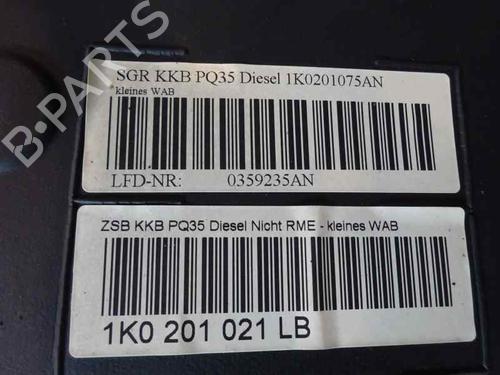 SGR KKB PQ35 Diesel 1K0201075AN
kleines WAB
LFD-NR: 0359235AN
ZSB KKB PQ35 Diesel Nicht RME - kleines WAB
1K0 201 021 LB
B-PARTS